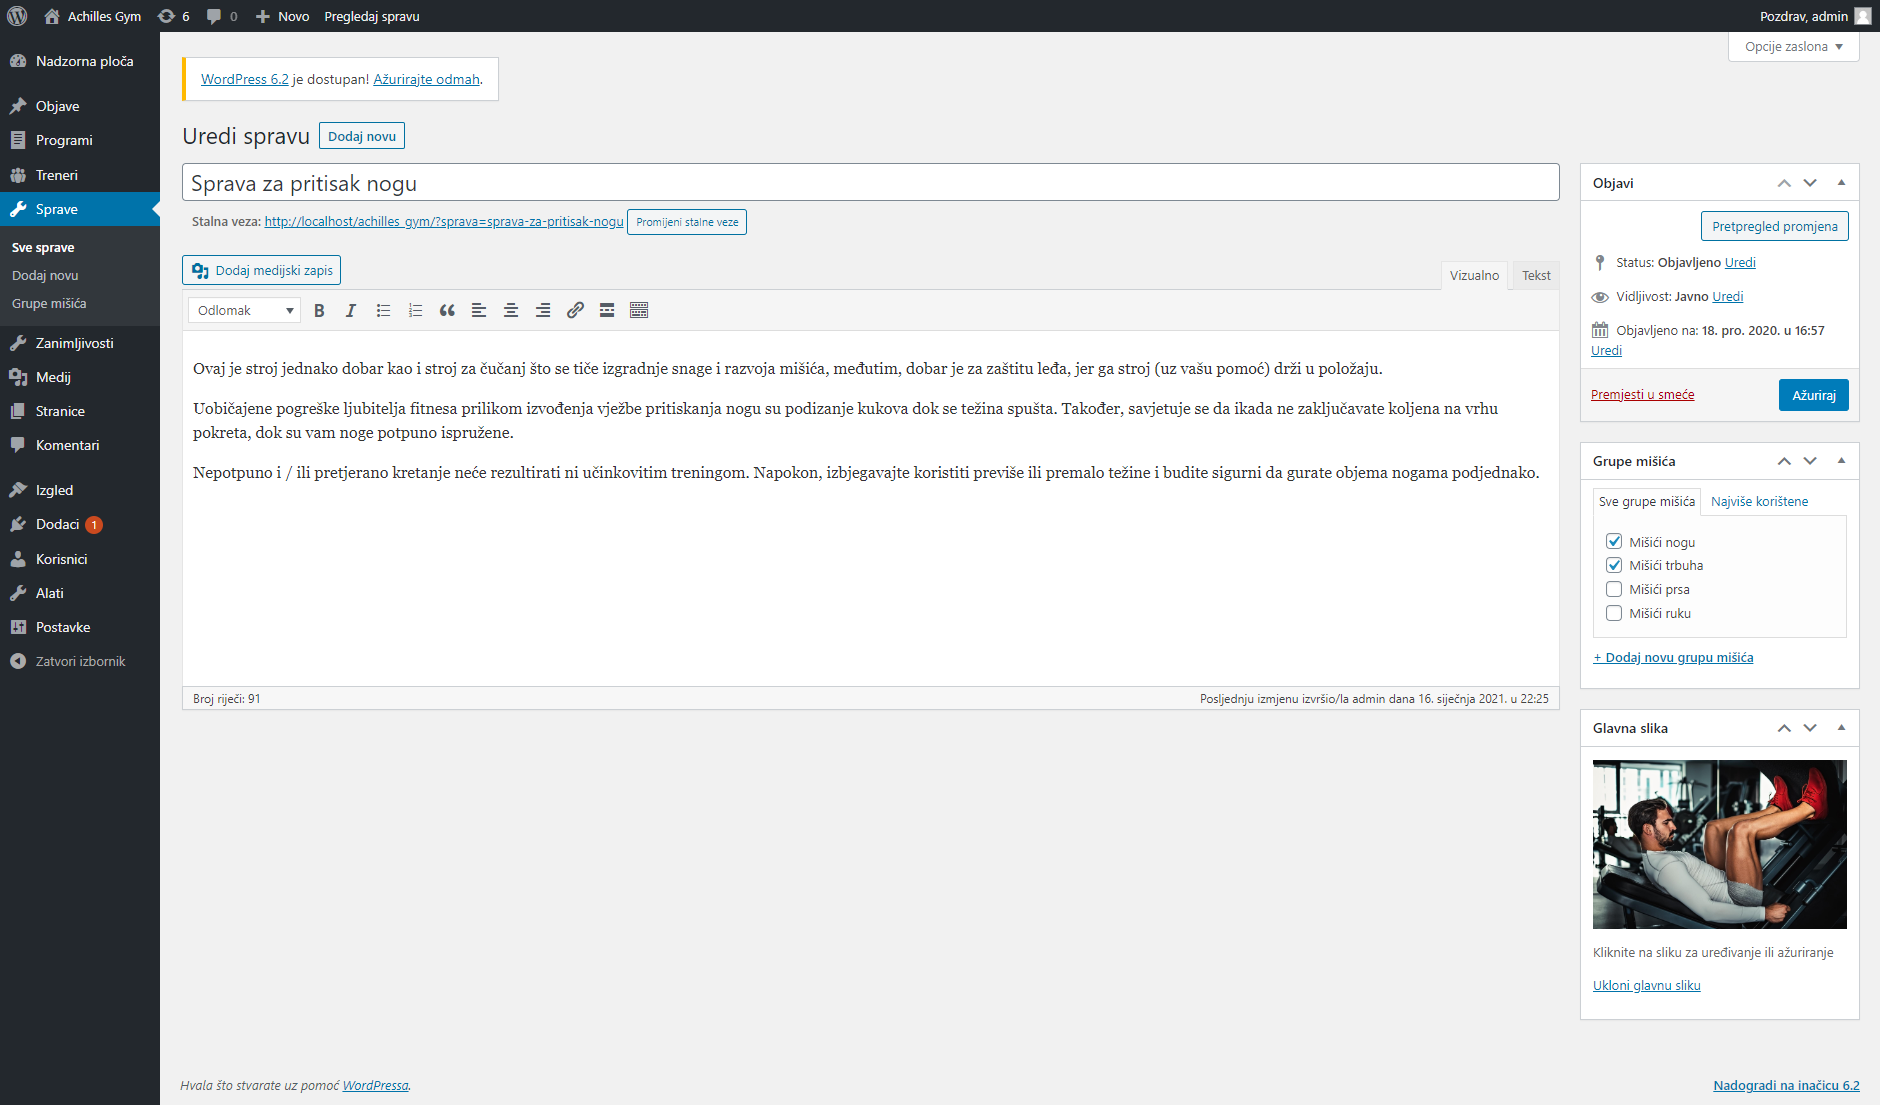 Achilles Gym 6 0 Novo Pregledaj spravu Pozdrav, admin
Opcije zaslona
Nadzorna ploča
Objave
Programi
Treneri
Sprave
Sve sprave
Dodaj novu
Grupe mišića
Zanimljivosti
Medij
Stranice
Komentari
Izgled
Dodaci 1
Korisnici
Alati
Postavke
Zatvori izbornik
WordPress 6.2 je dostupan! Ažurirajte odmah.
Uredi spravu Dodaj novu
Sprava za pritisak nogu
Stalna veza: http://localhost/achilles_gym/?sprava=sprava-za-pritisak-nogu Promijeni stalne veze
Dodaj medijski zapis
Vizualno Tekst
Odlomak
Ovaj je stroj jednako dobar kao i stroj za čučanj što se tiče izgradnje snage i razvoja mišića, međutim, dobar je za zaštitu leđa, jer ga stroj (uz vašu pomoć) drži u položaju.
Uobičajene pogreške ljubitelja fitnesa prilikom izvođenja vježbe pritiskanja nogu su podizanje kukova dok se težina spušta. Također, savjetuje se da ikada ne zaključavate koljena na vrhu
pokreta, dok su vam noge potpuno ispružene.
Nepotpuno i / ili pretjerano kretanje neće rezultirati ni učinkovitim treningom. Napokon, izbjegavajte koristiti previše ili premalo težine i budite sigurni da gurate objema nogama podjednako.
Broj riječi: 91
Posljednju izmjenu izvršio/la admin dana 16. siječnja 2021. u 22:25
Objavi
Pretpregled promjena
Status: Objavljeno Uredi
Vidljivost: Javno Uredi
Objavljeno na: 18. pro. 2020. u 16:57
Uredi
Premjesti u smeće Ažuriraj
Grupe mišića
Sve grupe mišića Najviše korištene
Mišići nogu
Mišići trbuha
Mišići prsa
Mišići ruku
+ Dodaj novu grupu mišića
Glavna slika
Kliknite na sliku za uređivanje ili ažuriranje
Ukloni glavnu sliku
Hvala što stvarate uz pomoć WordPressa.
Nadogradi na inačicu 6.2